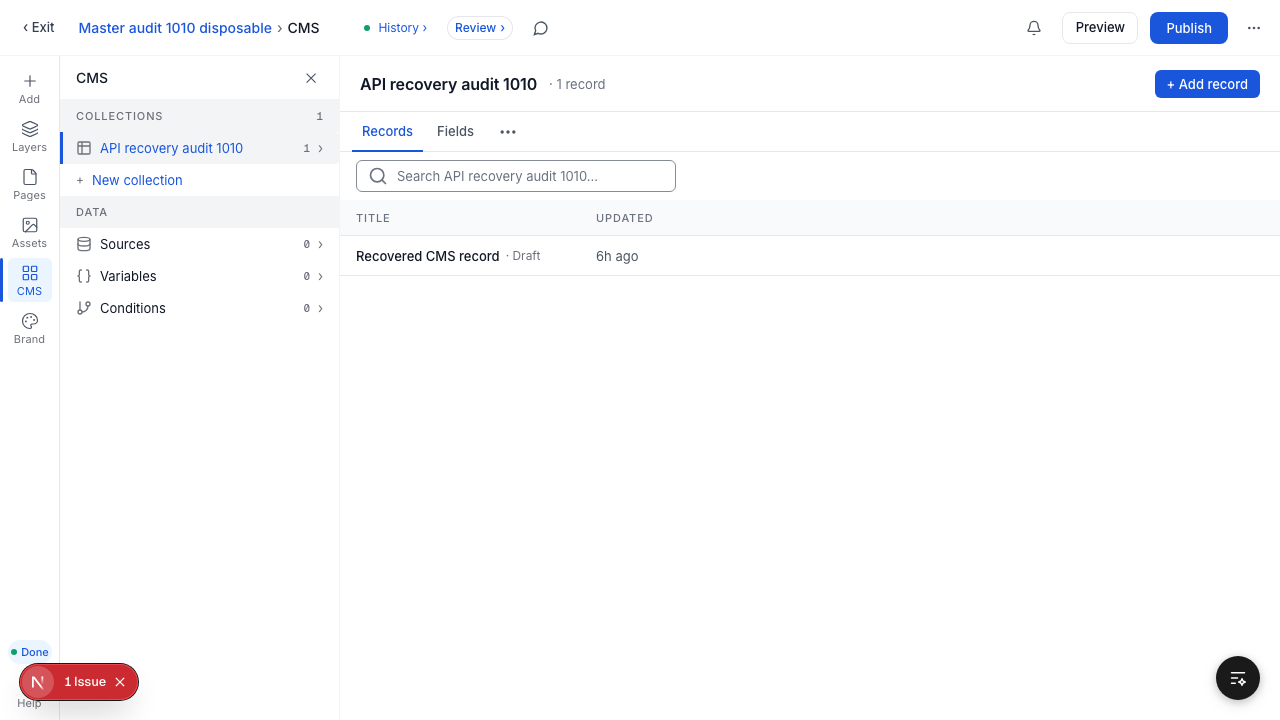 ‹ Exit
Master audit 1010 disposable › CMS
History ›
Review ›
Preview
Publish
Add
Layers
Pages
Assets
CMS
Brand
Done
Help
CMS
COLLECTIONS 1
API recovery audit 1010 1 ›
+ New collection
DATA
Sources 0 ›
Variables 0 ›
Conditions 0 ›
API recovery audit 1010 · 1 record
+ Add record
Records Fields
Search API recovery audit 1010...
TITLE UPDATED
Recovered CMS record · Draft 6h ago
N 1 Issue